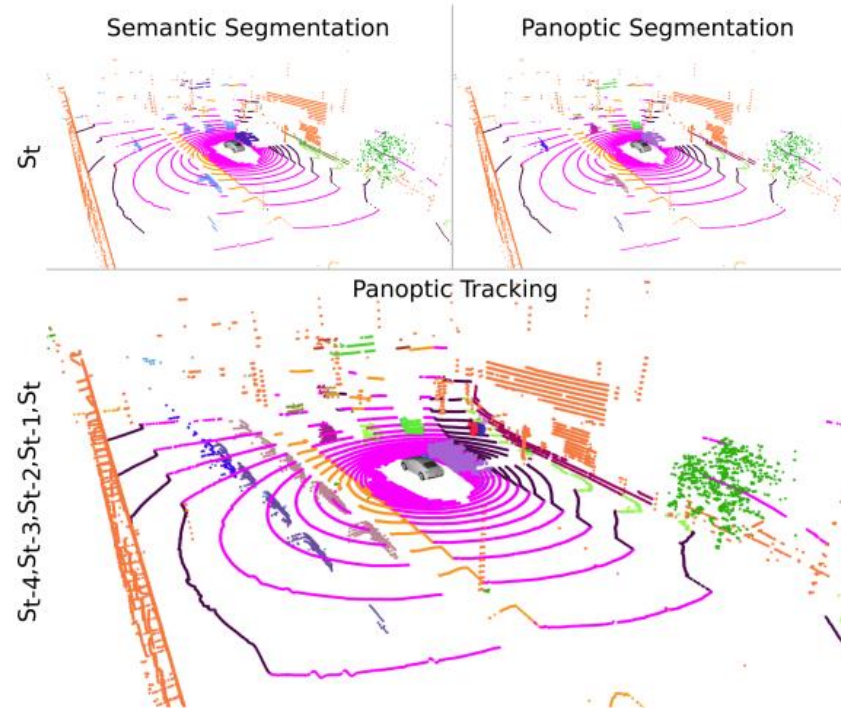 Semantic Segmentation
Panoptic Segmentation
St
Panoptic Tracking
St-4,St-3,St-2,St-1,St